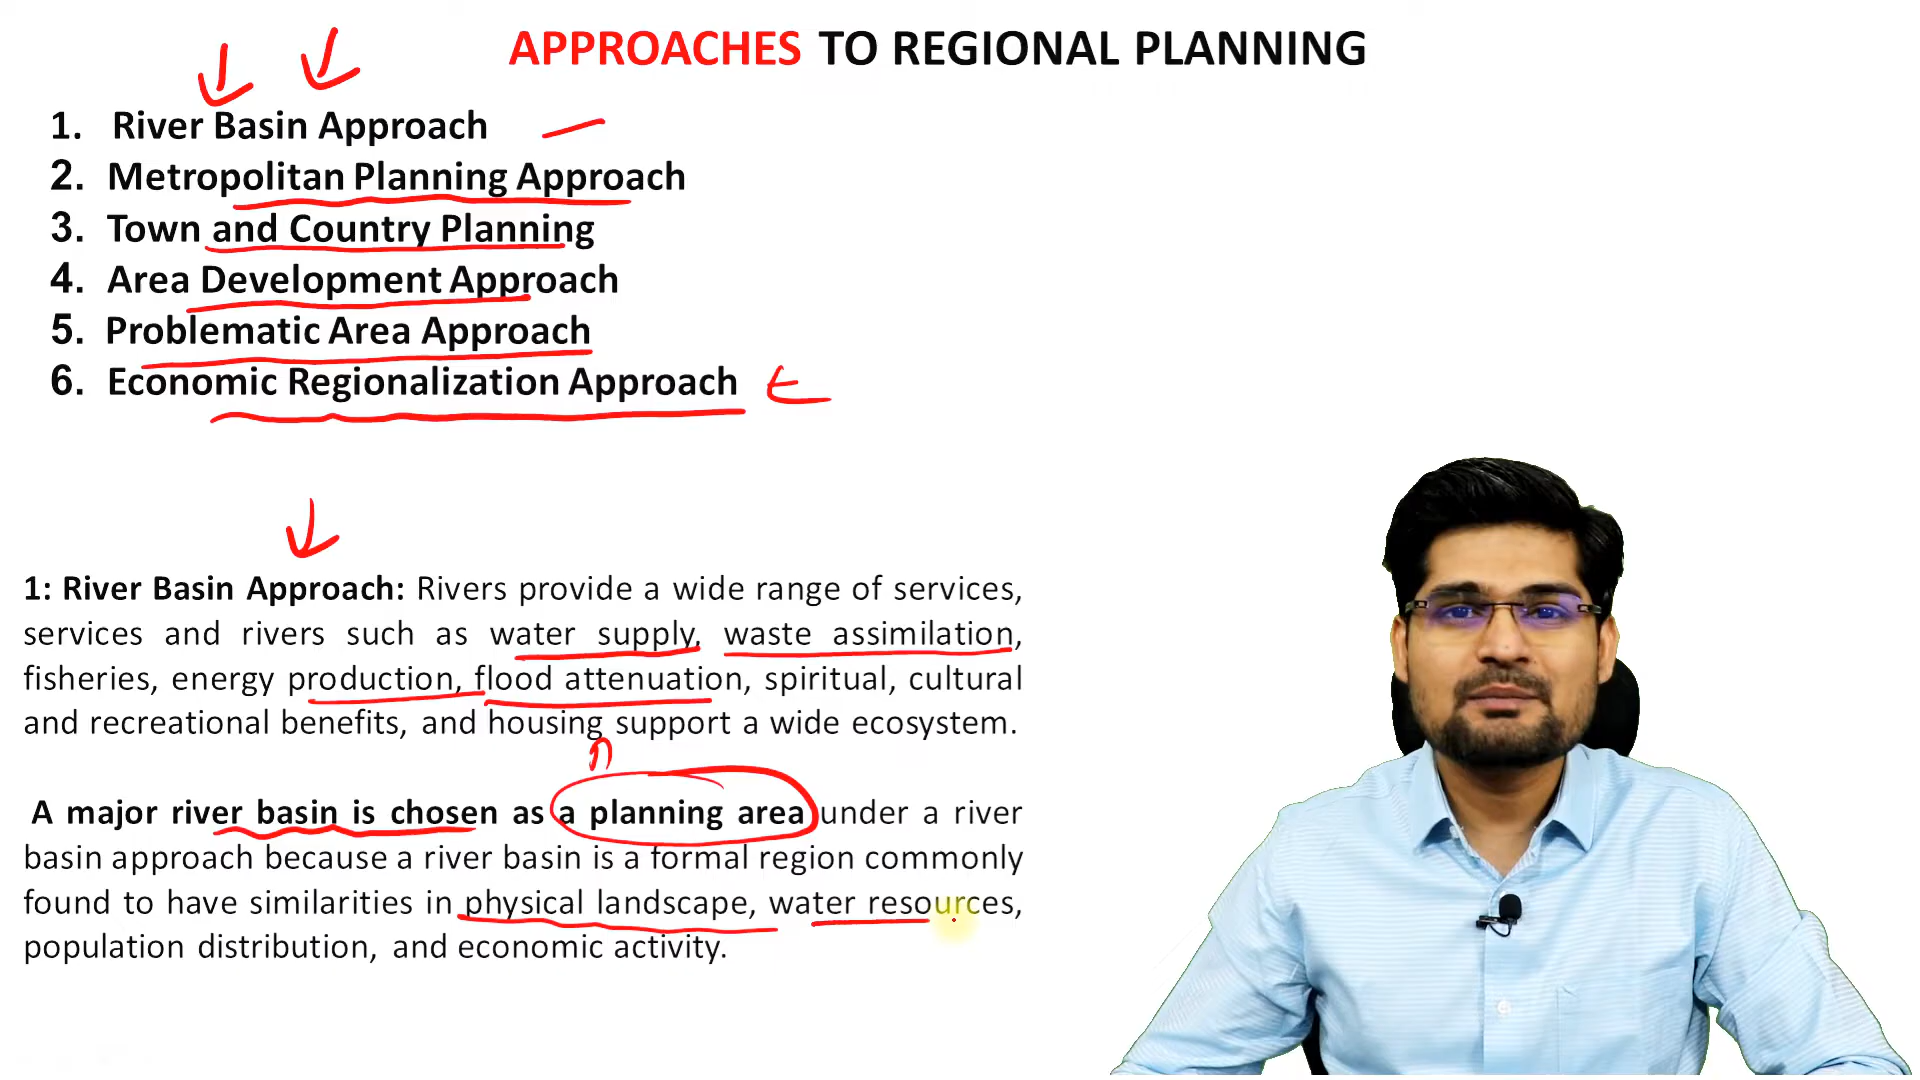 APPROACHES TO REGIONAL PLANNING
1. River Basin Approach
2. Metropolitan Planning Approach
3. Town and Country Planning
4. Area Development Approach
5. Problematic Area Approach
6. Economic Regionalization Approach
1: River Basin Approach: Rivers provide a wide range of services,
services and rivers such as water supply, waste assimilation,
fisheries, energy production, flood attenuation, spiritual, cultural
and recreational benefits, and housing support a wide ecosystem.
A major river basin is chosen as a planning area under a river
basin approach because a river basin is a formal region commonly
found to have similarities in physical landscape, water resources,
population distribution, and economic activity.